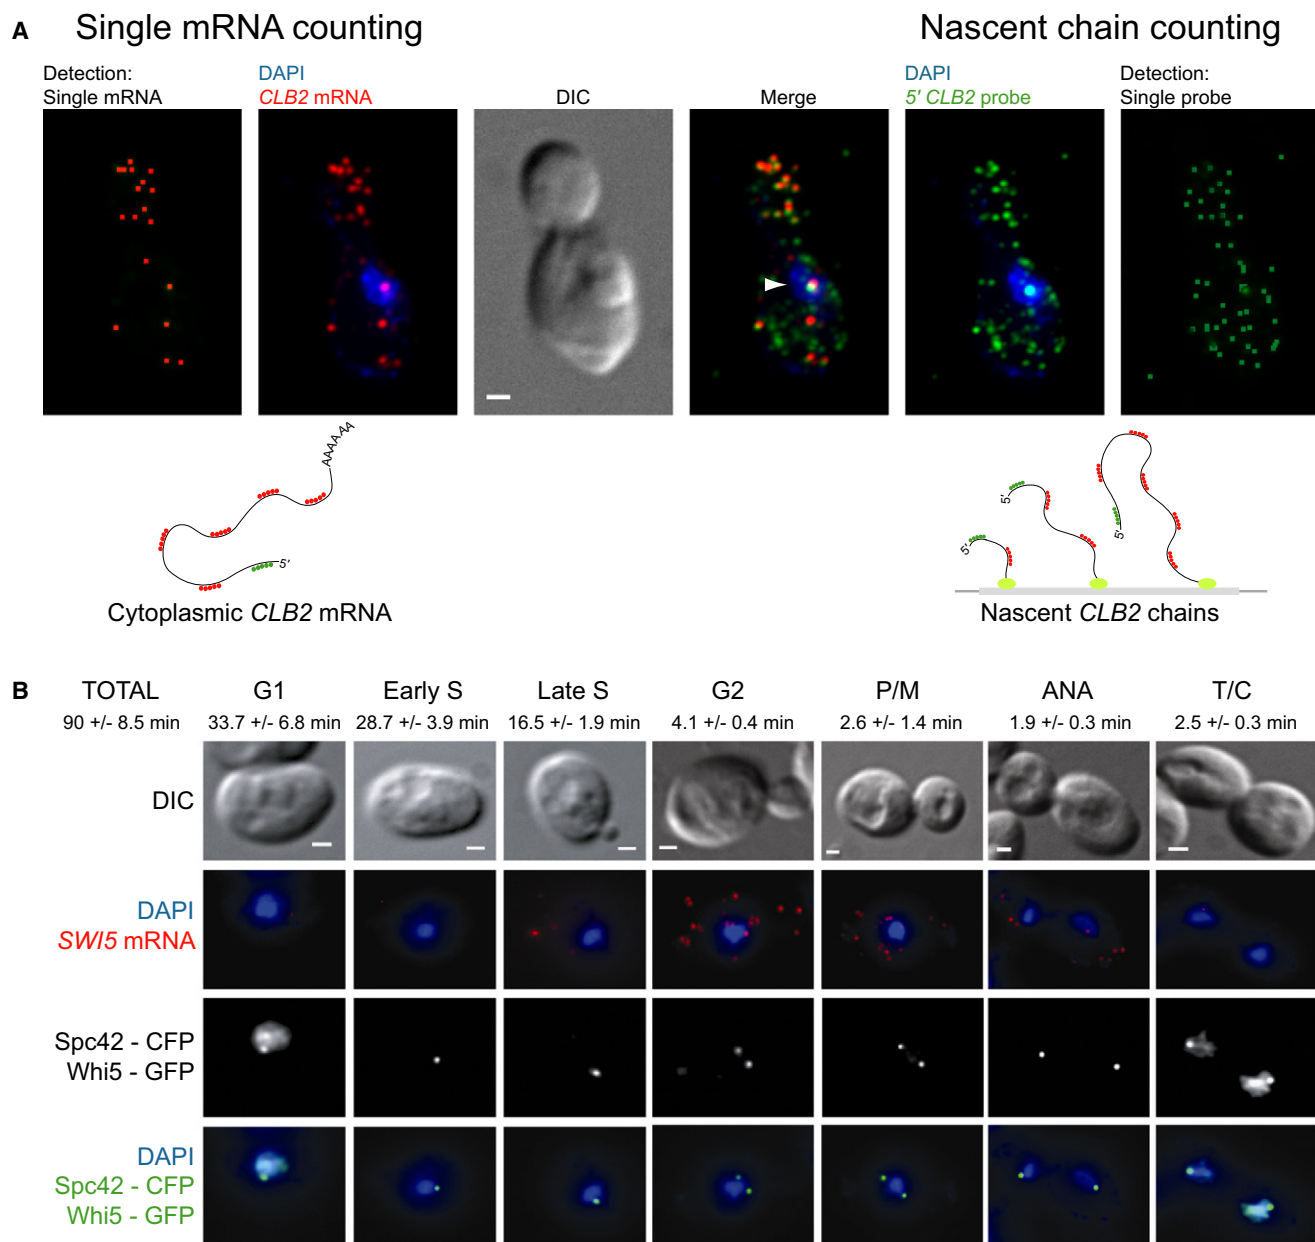 A
Single mRNA counting
Nascent chain counting
Detection:
Single mRNA
DAPI
CLB2 mRNA
DIC
Merge
DAPI
5' CLB2 probe
Detection:
Single probe
AAAAAA
5'
Cytoplasmic CLB2 mRNA
5'
5'
5'
Nascent CLB2 chains
B
TOTAL
G1
Early S
Late S
G2
P/M
ANA
T/C
90 +/- 8.5 min
33.7 +/- 6.8 min
28.7 +/- 3.9 min
16.5 +/- 1.9 min
4.1 +/- 0.4 min
2.6 +/- 1.4 min
1.9 +/- 0.3 min
2.5 +/- 0.3 min
DIC
DAPI
SWI5 mRNA
Spc42 - CFP
Whi5 - GFP
DAPI
Spc42 - CFP
Whi5 - GFP